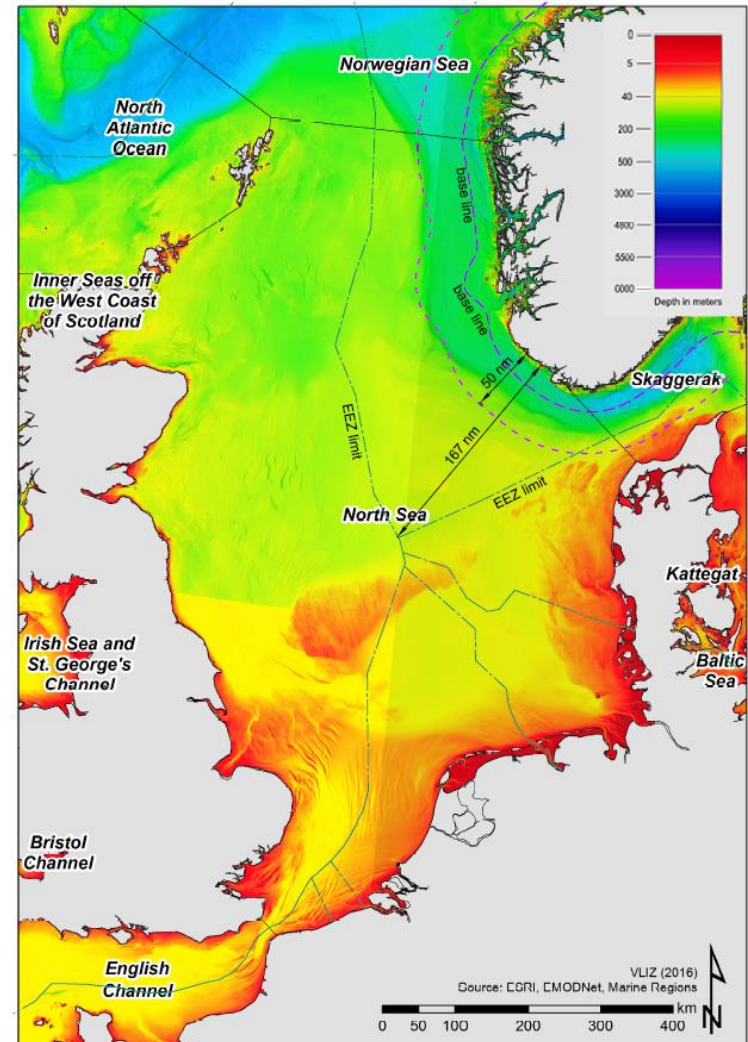 Norwegian Sea
North
Atlantic
Ocean
0
5
40
200
500
3000
4800
5500
6000
Depth in meters
base line
base line
Inner Seas off
the West Coast
of Scotland
50 nm
167 nm
Skaggerak
EEZ limit
EEZ limit
North Sea
Kattegat
Irish Sea and
St. George's
Channel
Baltic
Sea
Bristol
Channel
English
Channel
VLIZ (2016)
Source: ESRI, EMODNet, Marine Regions
km
0 50 100 200 300 400
N